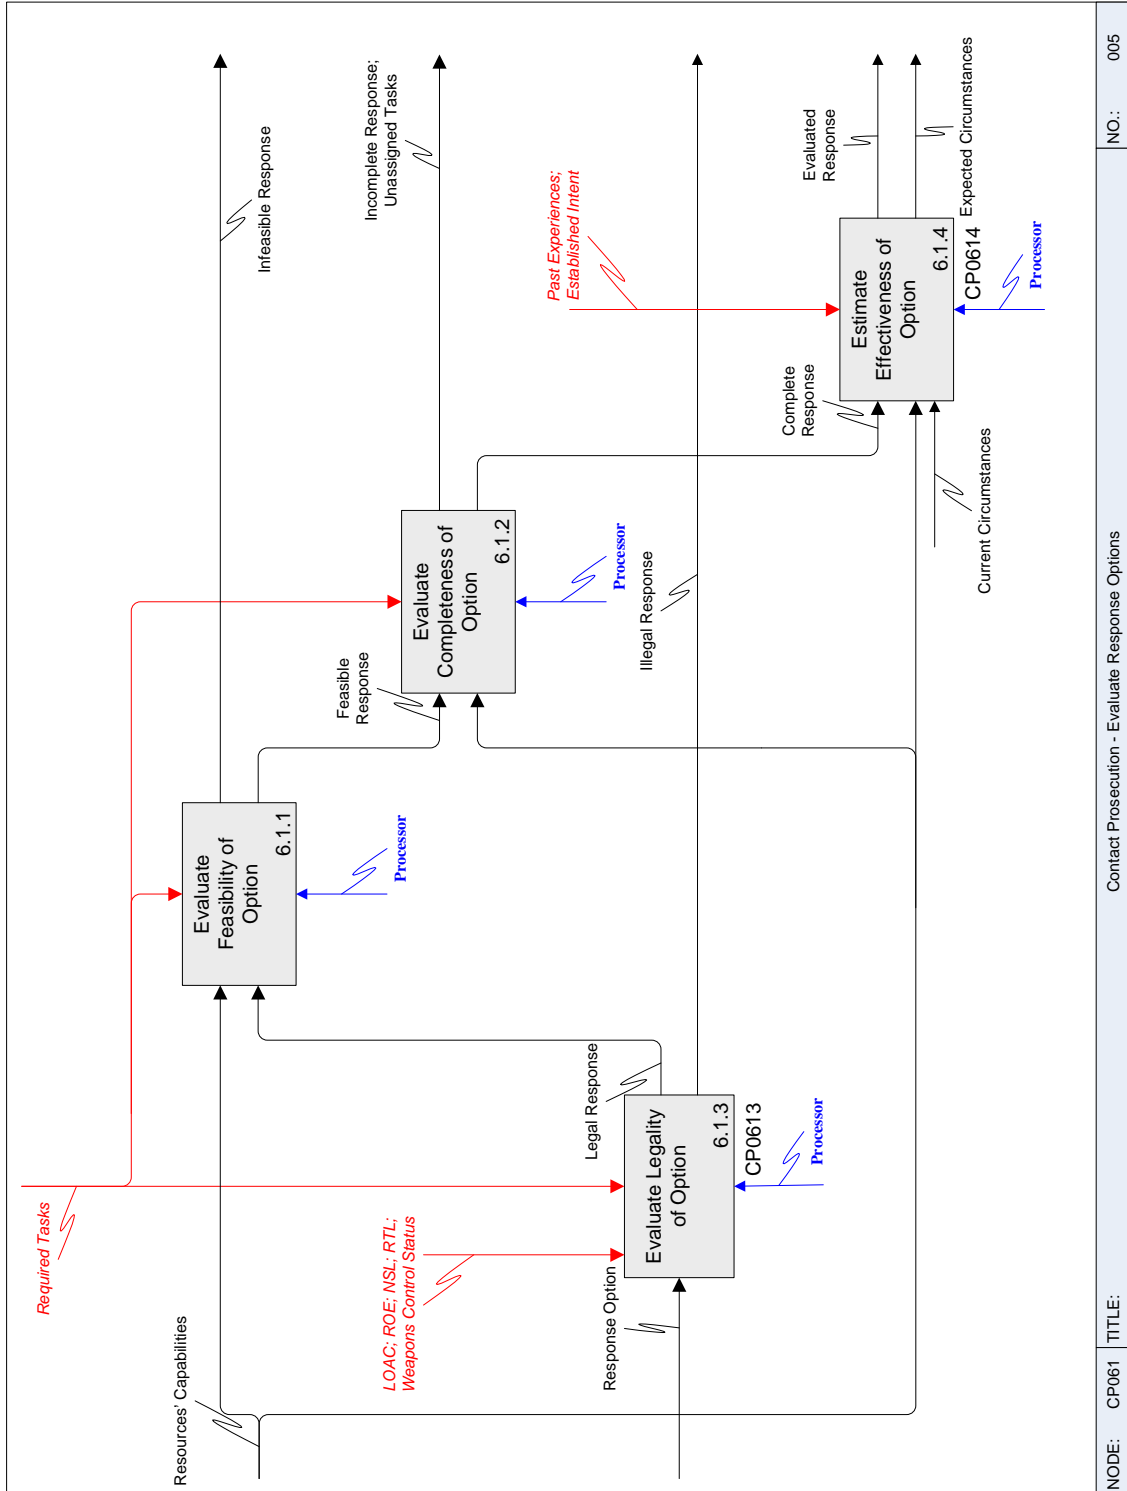 Required Tasks
Resources' Capabilities
LOAC; ROE; NSL; RTL;
Weapons Control Status
Response Option
Evaluate Legality
of Option
6.1.3
CP0613
Processor
Legal Response
Illegal Response
Evaluate
Feasibility of
Option
6.1.1
Processor
Infeasible Response
Feasible
Response
Evaluate
Completeness of
Option
6.1.2
Processor
Incomplete Response;
Unassigned Tasks
Complete
Response
Current Circumstances
Past Experiences;
Established Intent
Estimate
Effectiveness of
Option
6.1.4
CP0614
Processor
Evaluated
Response
Expected Circumstances
NODE:
CP061
TITLE:
Contact Prosecution - Evaluate Response Options
NO.:
005